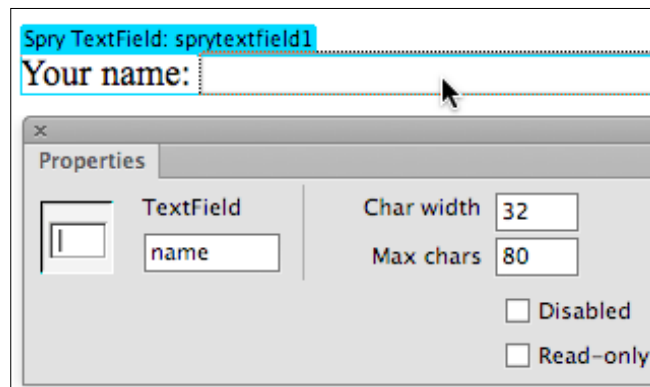 Spry TextField: sprytextfield1
Your name:
Properties
TextField
Char width 32
name
Max chars 80
Disabled
Read-only